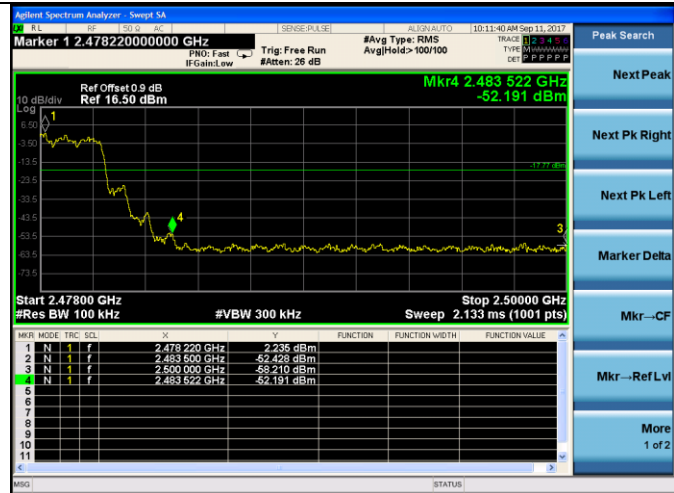 Agilent Spectrum Analyzer - Swept SA
RL RF 50 Ω AC SENSE:PULSE ALIGN AUTO 10:11:40 AM Sep 11, 2017
Marker 1 2.478220000000 GHz
PNO: Fast
IFGain:Low
Trig: Free Run
#Atten: 26 dB
#Avg Type: RMS
Avg|Hold:>100/100
TRACE 1 2 3 4 5 6
TYPE M
DET P P P P P P
Peak Search
Next Peak
Next Pk Right
Next Pk Left
Marker Delta
Mkr→CF
Mkr→Ref Lvl
More
1 of 2
Mkr4 2.483 522 GHz
-52.191 dBm
Ref Offset 0.9 dB
10 dB/div Ref 16.50 dBm
Log
6.50
-3.50
-13.5
-23.5
-33.5
-43.5
-53.5
-63.5
-73.5
1
4
3
-17.77 dBm
Start 2.47800 GHz Stop 2.50000 GHz
#Res BW 100 kHz #VBW 300 kHz Sweep 2.133 ms (1001 pts)
MKR MODE TRC SCL X Y FUNCTION FUNCTION WIDTH FUNCTION VALUE
1 N 1 f 2.478 220 GHz 2.235 dBm
2 N 1 f 2.483 500 GHz -52.428 dBm
3 N 1 f 2.500 000 GHz -58.210 dBm
4 N 1 f 2.483 522 GHz -52.191 dBm
5
6
7
8
9
10
11
MSG STATUS